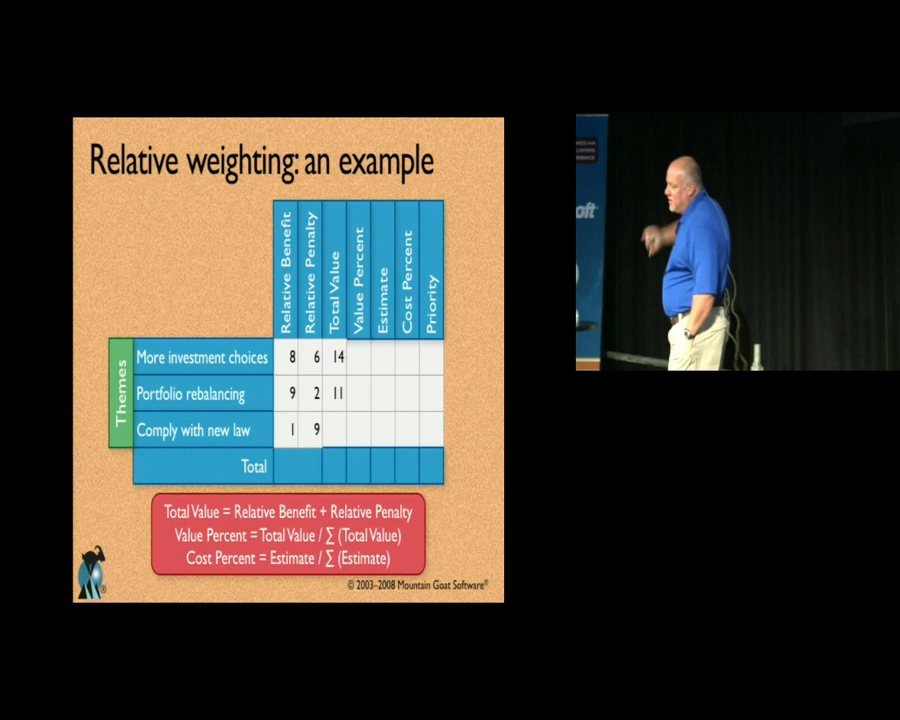 Relative weighting: an example
Relative Benefit
Relative Penalty
Total Value
Value Percent
Estimate
Cost Percent
Priority
Themes
More investment choices 8 6 14
Portfolio rebalancing 9 2 11
Comply with new law 1 9
Total
Total Value = Relative Benefit + Relative Penalty
Value Percent = Total Value / ∑ (Total Value)
Cost Percent = Estimate / ∑ (Estimate)
© 2003–2008 Mountain Goat Software®
oft